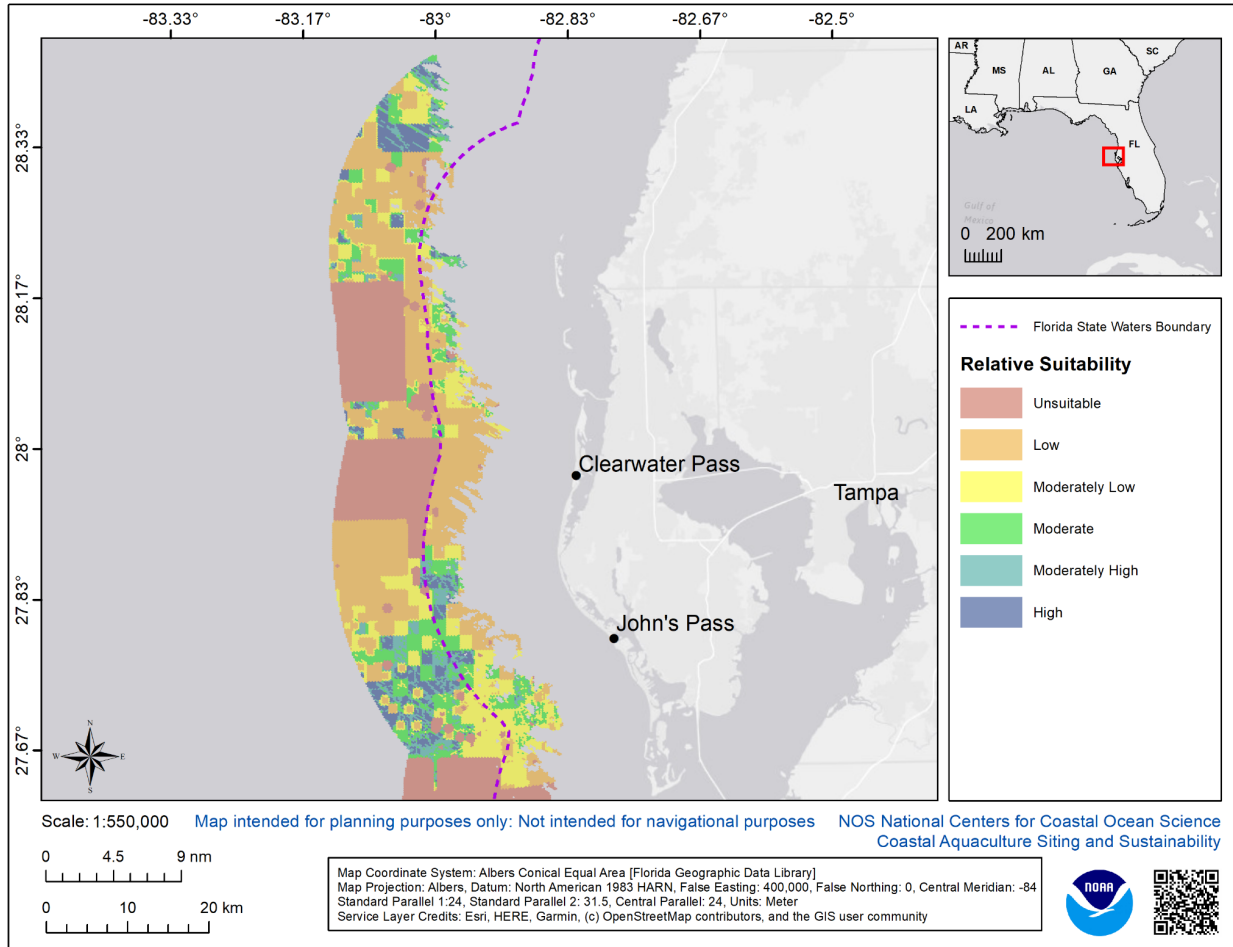 -83.33°
-83.17°
-83°
-82.83°
-82.67°
-82.5°
28.33°
28.17°
28°
27.83°
27.67°
Clearwater Pass
Tampa
John's Pass
N
W
E
S
AR
SC
MS
AL
GA
LA
FL
Gulf of
Mexico
0 200 km
Florida State Waters Boundary
Relative Suitability
Unsuitable
Low
Moderately Low
Moderate
Moderately High
High
Scale: 1:550,000
Map intended for planning purposes only: Not intended for navigational purposes
NOS National Centers for Coastal Ocean Science
Coastal Aquaculture Siting and Sustainability
0 4.5 9 nm
0 10 20 km
Map Coordinate System: Albers Conical Equal Area [Florida Geographic Data Library]
Map Projection: Albers, Datum: North American 1983 HARN, False Easting: 400,000, False Northing: 0, Central Meridian: -84
Standard Parallel 1:24, Standard Parallel 2: 31.5, Central Parallel: 24, Units: Meter
Service Layer Credits: Esri, HERE, Garmin, (c) OpenStreetMap contributors, and the GIS user community
NOAA